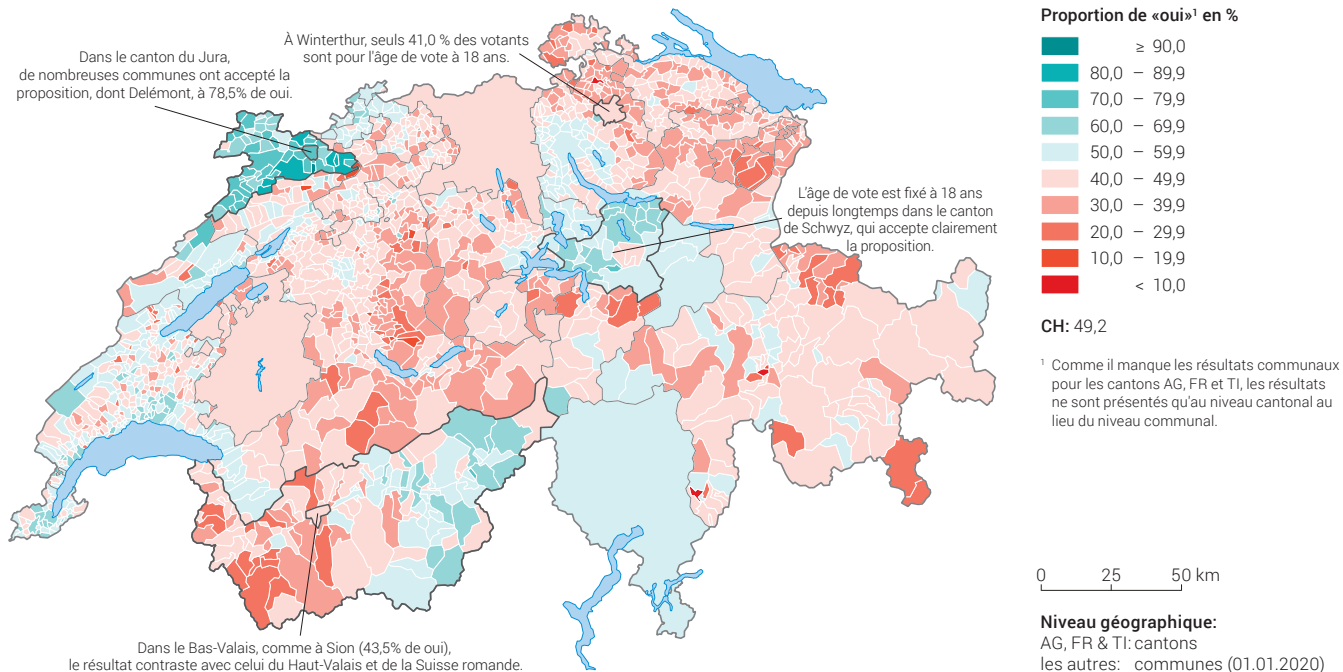 Dans le canton du Jura,
de nombreuses communes ont accepté la
proposition, dont Delémont, à 78,5% de oui.
À Winterthur, seuls 41,0 % des votants
sont pour l'âge de vote à 18 ans.
L'âge de vote est fixé à 18 ans
depuis longtemps dans le canton
de Schwyz, qui accepte clairement
la proposition.
Dans le Bas-Valais, comme à Sion (43,5% de oui),
le résultat contraste avec celui du Haut-Valais et de la Suisse romande.
Proportion de «oui»¹ en %
≥ 90,0
80,0 – 89,9
70,0 – 79,9
60,0 – 69,9
50,0 – 59,9
40,0 – 49,9
30,0 – 39,9
20,0 – 29,9
10,0 – 19,9
< 10,0
CH: 49,2
¹ Comme il manque les résultats communaux
pour les cantons AG, FR et TI, les résultats
ne sont présentés qu'au niveau cantonal au
lieu du niveau communal.
0 25 50 km
Niveau géographique:
AG, FR & TI: cantons
les autres: communes (01.01.2020)